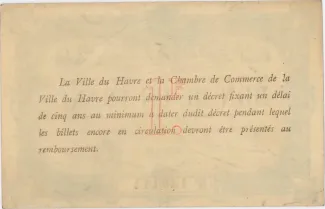 La Ville du Havre et la Chambre de Commerce de la
Ville du Havre pourront demander un décret fixant un délai
de cinq ans au minimum à dater dudit décret pendant lequel
les billets encore en circulation devront être présentés au
remboursement.